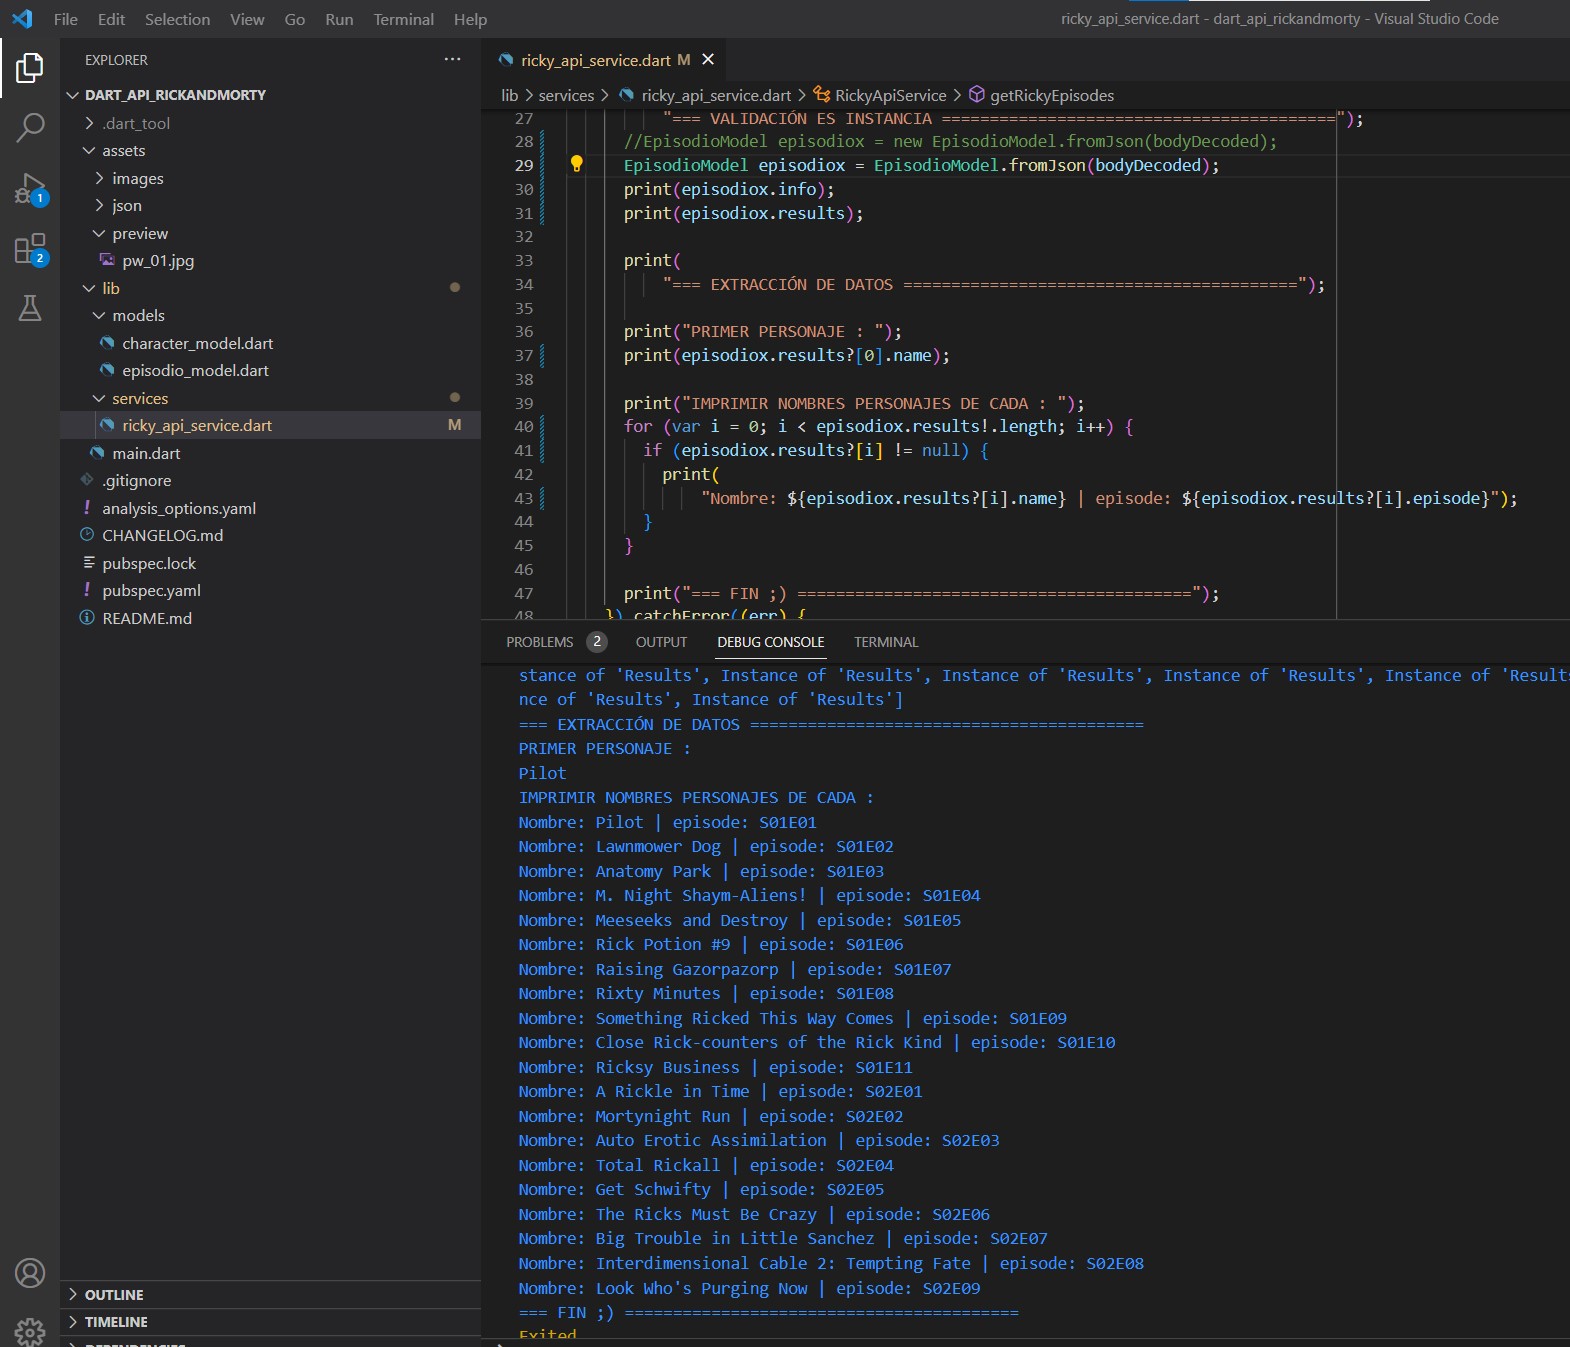 File Edit Selection View Go Run Terminal Help
ricky_api_service.dart - dart_api_rickandmorty - Visual Studio Code
EXPLORER
DART_API_RICKANDMORTY
.dart_tool
assets
images
json
preview
pw_01.jpg
lib
models
character_model.dart
episodio_model.dart
services
ricky_api_service.dart M
main.dart
.gitignore
analysis_options.yaml
CHANGELOG.md
pubspec.lock
pubspec.yaml
README.md
OUTLINE
TIMELINE
DEPENDENCIES
1
2
ricky_api_service.dart M
lib > services > ricky_api_service.dart > RickyApiService > getRickyEpisodes
27 "=== VALIDACIÓN ES INSTANCIA =========================================");
28 //EpisodioModel episodiox = new EpisodioModel.fromJson(bodyDecoded);
29 EpisodioModel episodiox = EpisodioModel.fromJson(bodyDecoded);
30 print(episodiox.info);
31 print(episodiox.results);
32
33 print(
34 "=== EXTRACCIÓN DE DATOS =========================================");
35
36 print("PRIMER PERSONAJE : ");
37 print(episodiox.results?[0].name);
38
39 print("IMPRIMIR NOMBRES PERSONAJES DE CADA : ");
40 for (var i = 0; i < episodiox.results!.length; i++) {
41 if (episodiox.results?[i] != null) {
42 print(
43 "Nombre: ${episodiox.results?[i].name} | episode: ${episodiox.results?[i].episode}");
44 }
45 }
46
47 print("=== FIN ;) =========================================");
48 }).catchError((err) {
PROBLEMS 2 OUTPUT DEBUG CONSOLE TERMINAL
stance of 'Results', Instance of 'Results', Instance of 'Results', Instance of 'Results', Instance of 'Results
nce of 'Results', Instance of 'Results']
=== EXTRACCIÓN DE DATOS =========================================
PRIMER PERSONAJE :
Pilot
IMPRIMIR NOMBRES PERSONAJES DE CADA :
Nombre: Pilot | episode: S01E01
Nombre: Lawnmower Dog | episode: S01E02
Nombre: Anatomy Park | episode: S01E03
Nombre: M. Night Shaym-Aliens! | episode: S01E04
Nombre: Meeseeks and Destroy | episode: S01E05
Nombre: Rick Potion #9 | episode: S01E06
Nombre: Raising Gazorpazorp | episode: S01E07
Nombre: Rixty Minutes | episode: S01E08
Nombre: Something Ricked This Way Comes | episode: S01E09
Nombre: Close Rick-counters of the Rick Kind | episode: S01E10
Nombre: Ricksy Business | episode: S01E11
Nombre: A Rickle in Time | episode: S02E01
Nombre: Mortynight Run | episode: S02E02
Nombre: Auto Erotic Assimilation | episode: S02E03
Nombre: Total Rickall | episode: S02E04
Nombre: Get Schwifty | episode: S02E05
Nombre: The Ricks Must Be Crazy | episode: S02E06
Nombre: Big Trouble in Little Sanchez | episode: S02E07
Nombre: Interdimensional Cable 2: Tempting Fate | episode: S02E08
Nombre: Look Who's Purging Now | episode: S02E09
=== FIN ;) =========================================
Exited